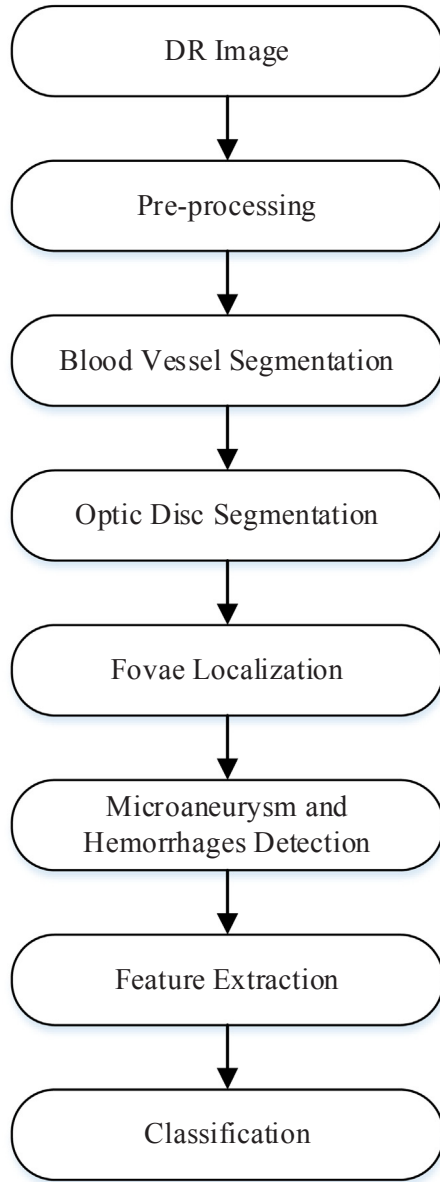 DR Image
Pre-processing
Blood Vessel Segmentation
Optic Disc Segmentation
Fovae Localization
Microaneurysm and
Hemorrhages Detection
Feature Extraction
Classification